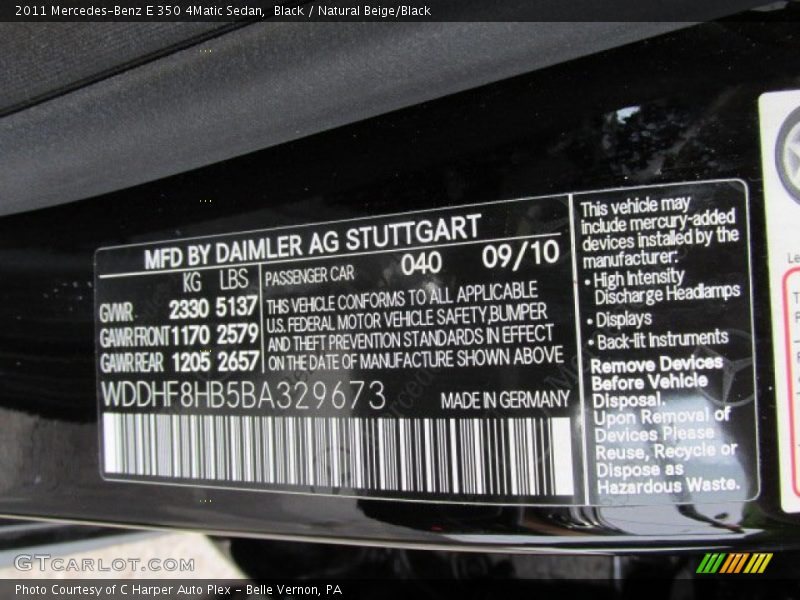 2011 Mercedes-Benz E 350 4Matic Sedan,  Black / Natural Beige/Black
MFD BY DAIMLER AG STUTTGART
KG LBS
PASSENGER CAR 040 09/10
GVWR 2330 5137
GAWR FRONT 1170 2579
GAWR REAR 1205 2657
THIS VEHICLE CONFORMS TO ALL APPLICABLE
U.S. FEDERAL MOTOR VEHICLE SAFETY,BUMPER
AND THEFT PREVENTION STANDARDS IN EFFECT
ON THE DATE OF MANUFACTURE SHOWN ABOVE
WDDHF8HB5BA329673
MADE IN GERMANY
This vehicle may
include mercury-added
devices installed by the
manufacturer:
• High Intensity
Discharge Headlamps
• Displays
• Back-lit Instruments
Remove Devices
Before Vehicle
Disposal.
Upon Removal of
Devices Please
Reuse, Recycle or
Dispose as
Hazardous Waste.
GTCARLOT.COM
Photo Courtesy of C Harper Auto Plex - Belle Vernon, PA